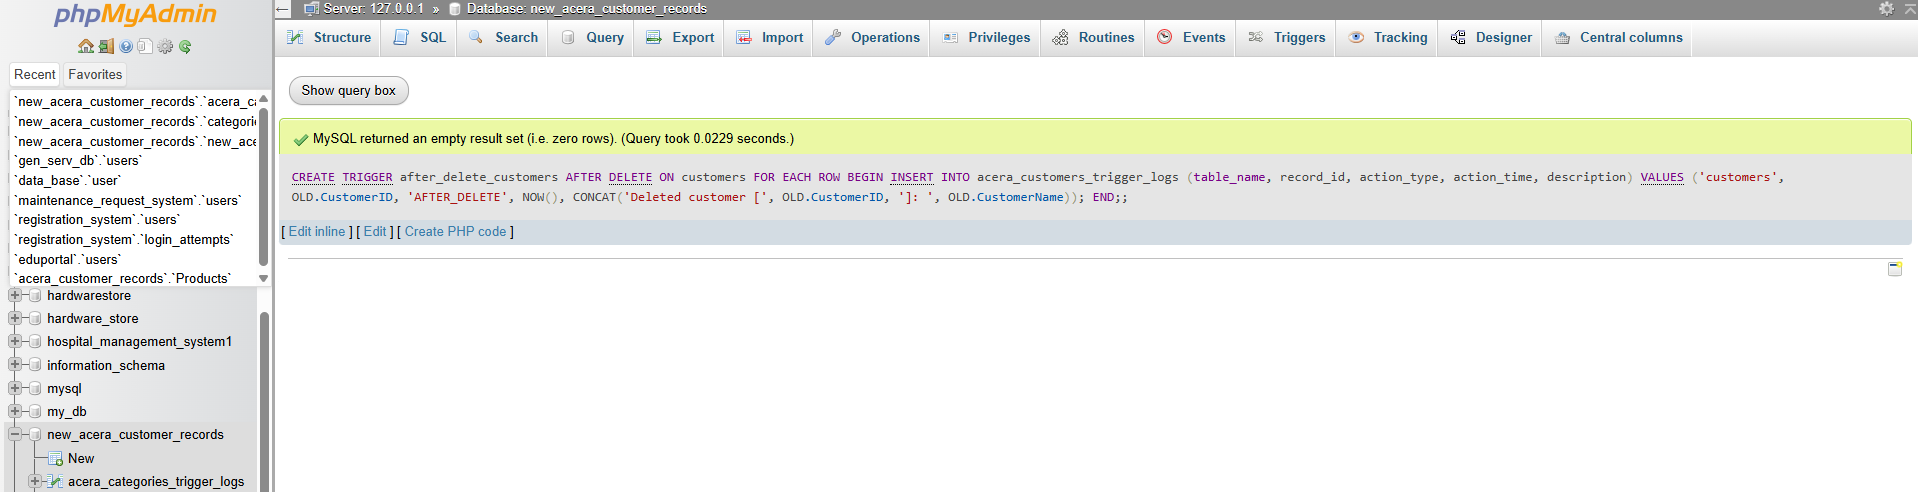 phpMyAdmin
Recent Favorites
`new_acera_customer_records`.`acera_ca
`new_acera_customer_records`.`categorie
`new_acera_customer_records`.`new_ace
`gen_serv_db`.`users`
`data_base`.`user`
`maintenance_request_system`.`users`
`registration_system`.`users`
`registration_system`.`login_attempts`
`eduportal`.`users`
`acera_customer_records`.`Products`
hardwarestore
hardware_store
hospital_management_system1
information_schema
mysql
my_db
new_acera_customer_records
New
acera_categories_trigger_logs
Server: 127.0.0.1 » Database: new_acera_customer_records
Structure SQL Search Query Export Import Operations Privileges Routines Events Triggers Tracking Designer Central columns
Show query box
MySQL returned an empty result set (i.e. zero rows). (Query took 0.0229 seconds.)
CREATE TRIGGER after_delete_customers AFTER DELETE ON customers FOR EACH ROW BEGIN INSERT INTO acera_customers_trigger_logs (table_name, record_id, action_type, action_time, description) VALUES ('customers',
OLD.CustomerID, 'AFTER_DELETE', NOW(), CONCAT('Deleted customer [', OLD.CustomerID, ']: ', OLD.CustomerName)); END;;
[ Edit inline ] [ Edit ] [ Create PHP code ]